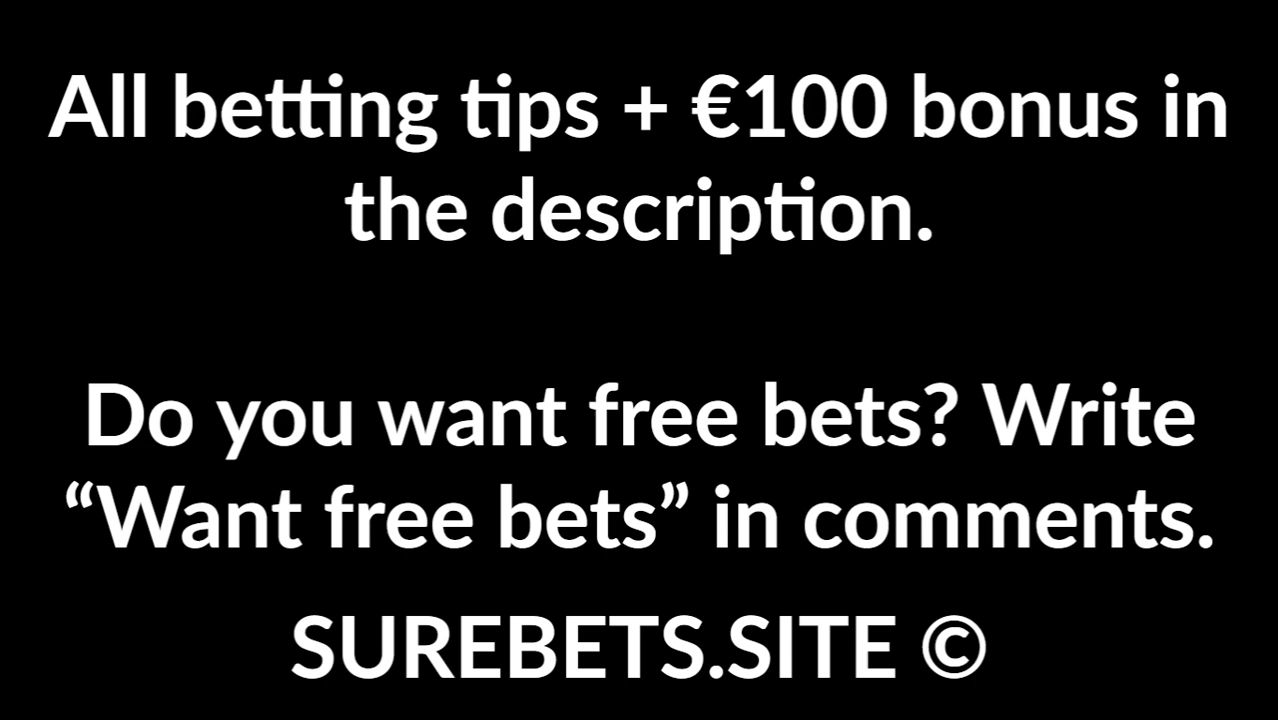 All betting tips + €100 bonus in
the description.
Do you want free bets? Write
“Want free bets” in comments.
SUREBETS.SITE ©